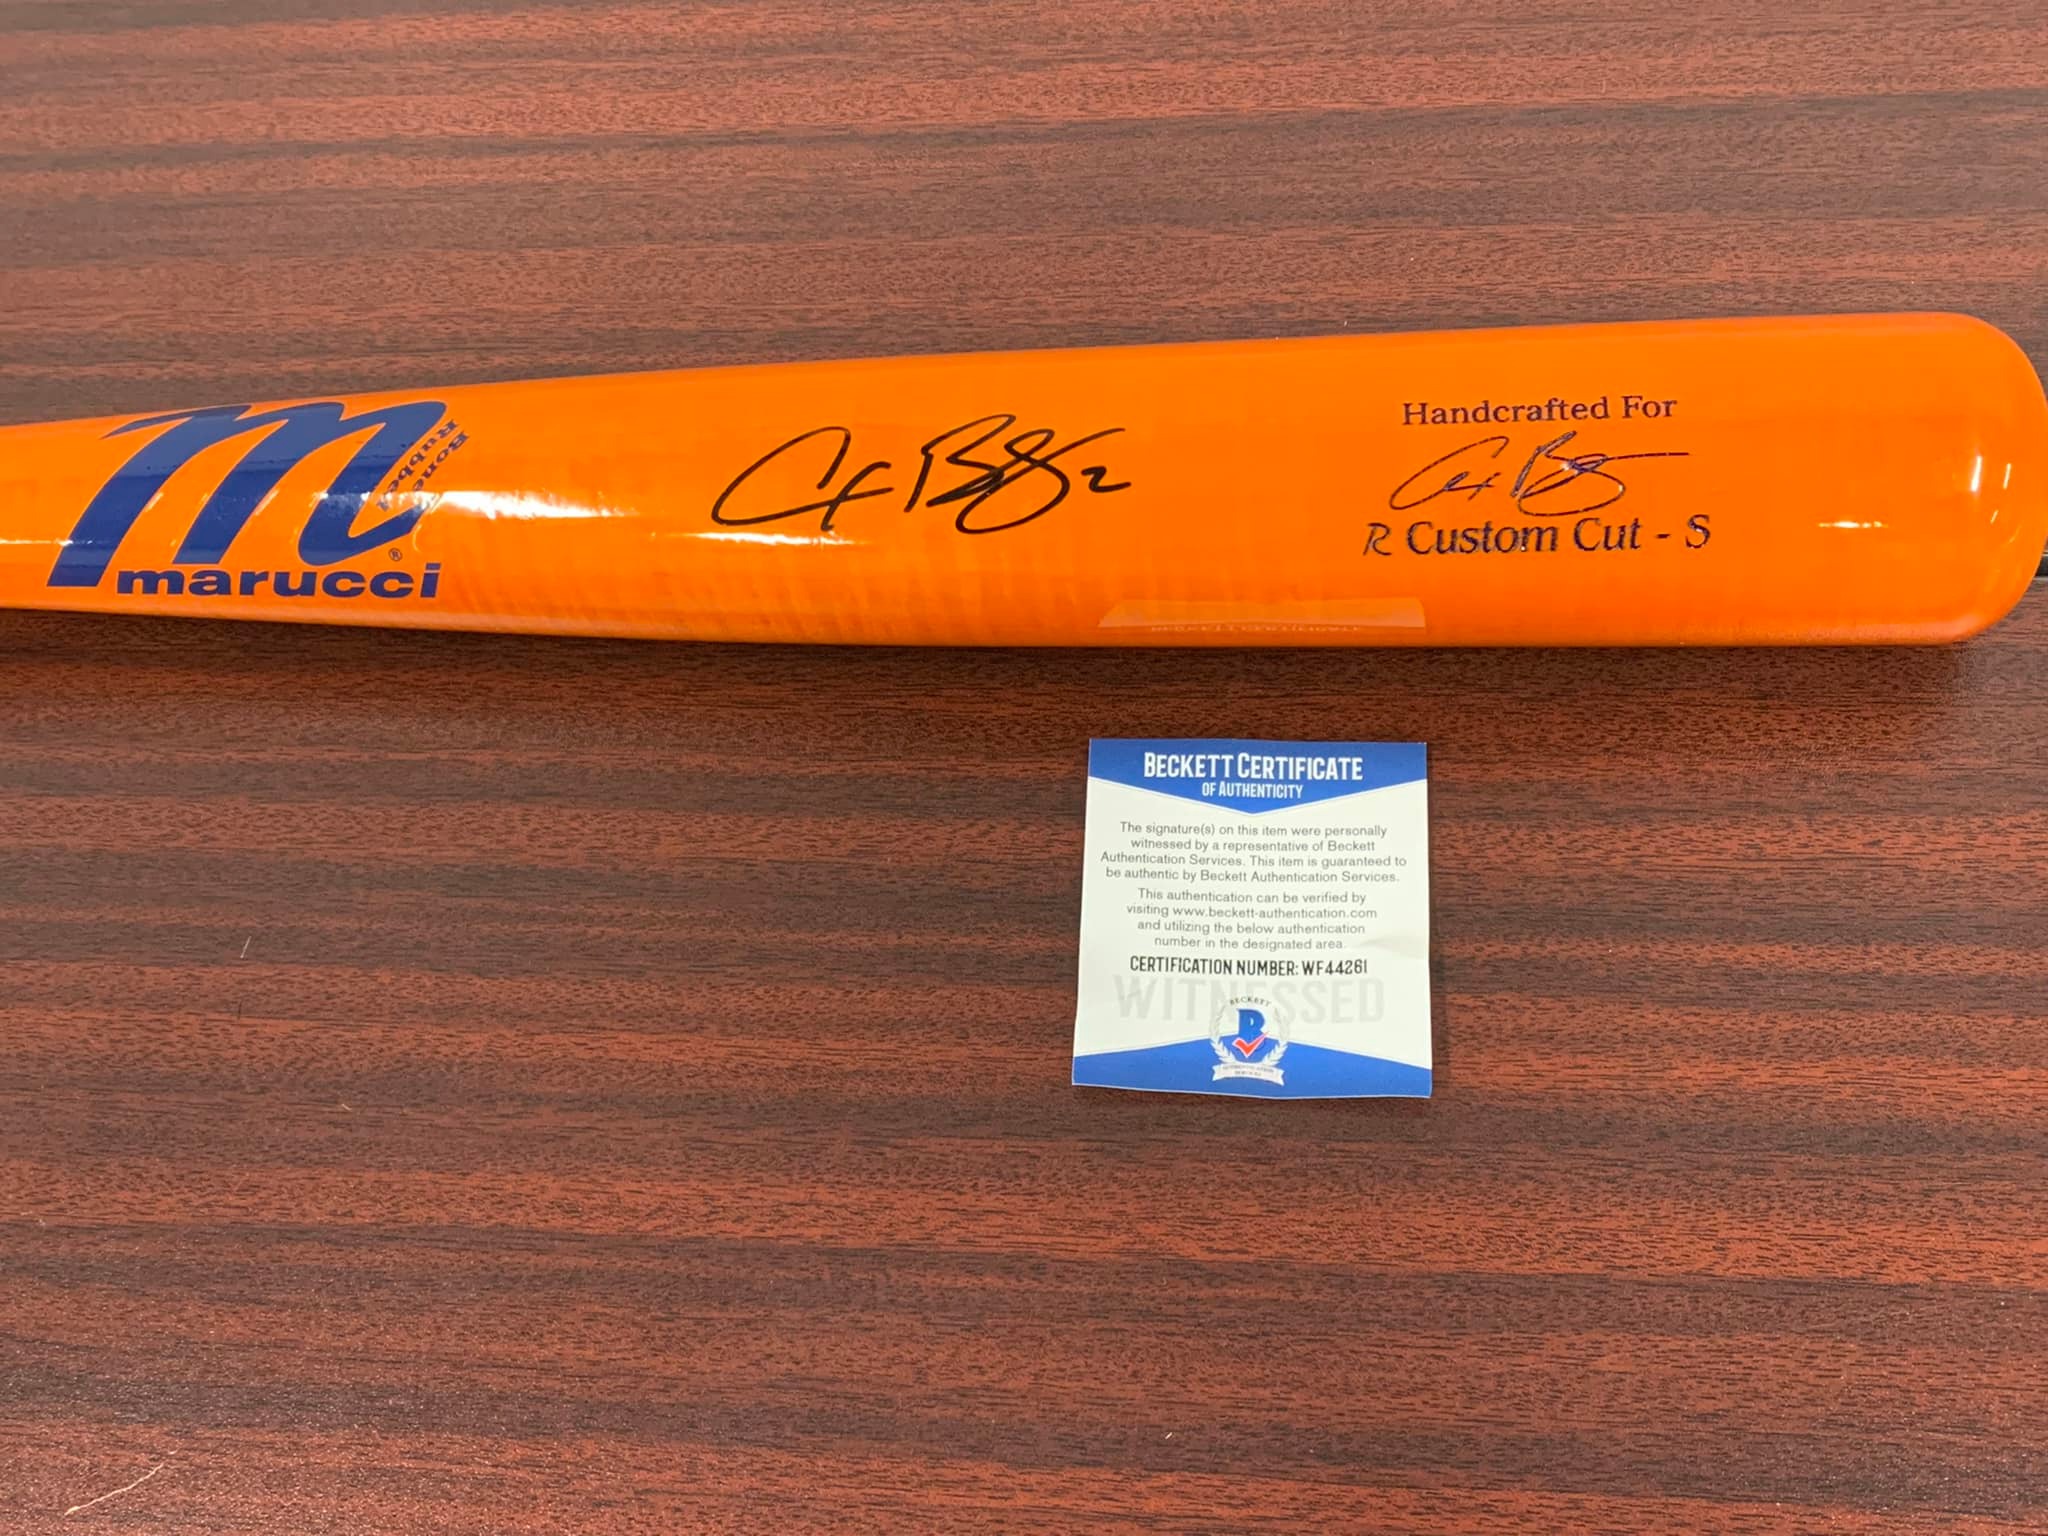 Bone
Rubbed
marucci
®
2
Handcrafted For
R Custom Cut - S
BECKETT CERTIFICATE
OF AUTHENTICITY
The signature(s) on this item were personally
witnessed by a representative of Beckett
Authentication Services. This item is guaranteed to
be authentic by Beckett Authentication Services.
This authentication can be verified by
visiting www.beckett-authentication.com
and utilizing the below authentication
number in the designated area.
CERTIFICATION NUMBER: WF44261
WITNESSED
BECKETT
B